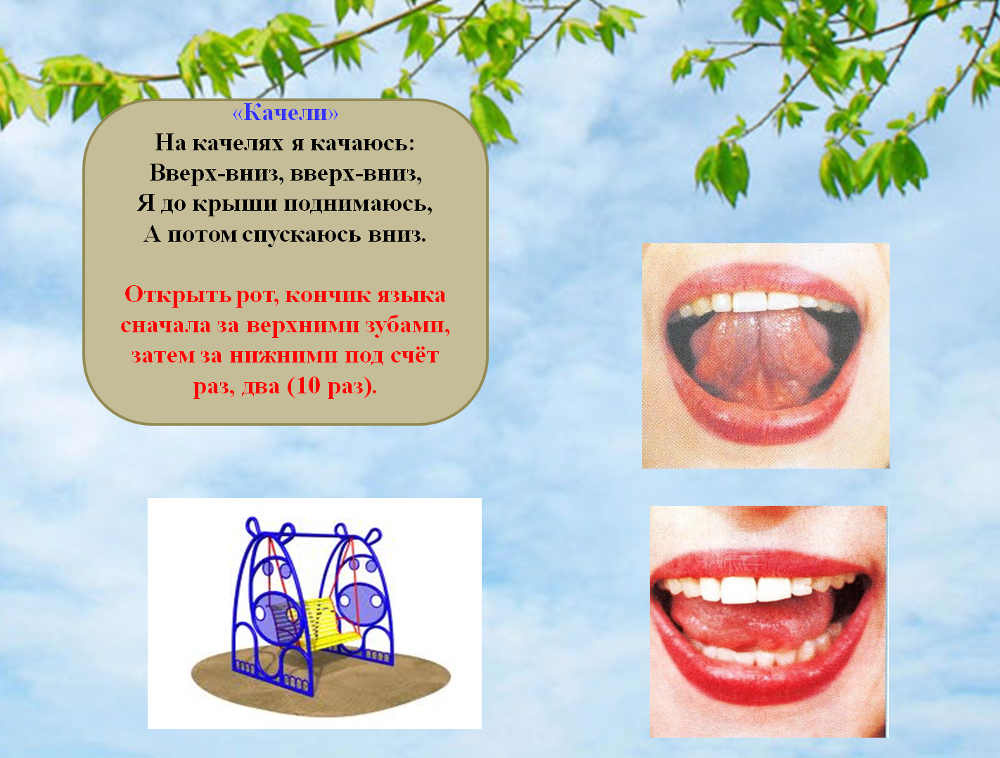 «Качели»
На качелях я качаюсь:
Вверх-вниз, вверх-вниз,
Я до крыши поднимаюсь,
А потом спускаюсь вниз.
Открыть рот, кончик языка
сначала за верхними зубами,
затем за нижними под счёт
раз, два (10 раз).